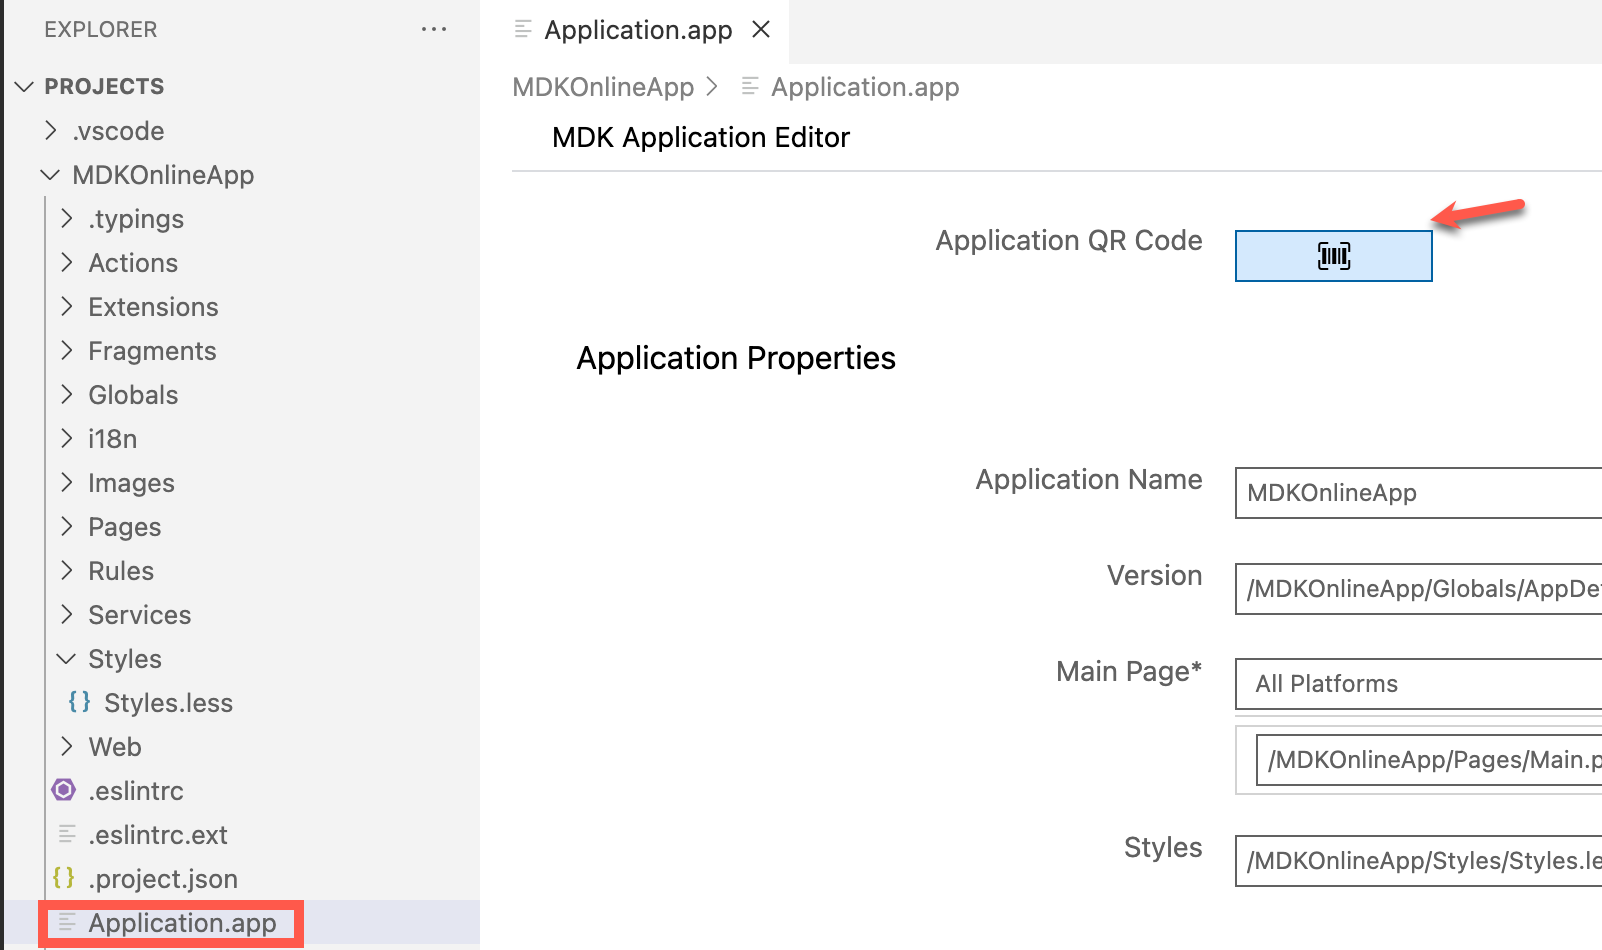 EXPLORER
PROJECTS
.vscode
MDKOnlineApp
.typings
Actions
Extensions
Fragments
Globals
i18n
Images
Pages
Rules
Services
Styles
Styles.less
Web
.eslintrc
.eslintrc.ext
.project.json
Application.app
Application.app
MDKOnlineApp > Application.app
MDK Application Editor
Application QR Code
Application Properties
Application Name MDKOnlineApp
Version /MDKOnlineApp/Globals/AppDe
Main Page* All Platforms
/MDKOnlineApp/Pages/Main.p
Styles /MDKOnlineApp/Styles/Styles.le